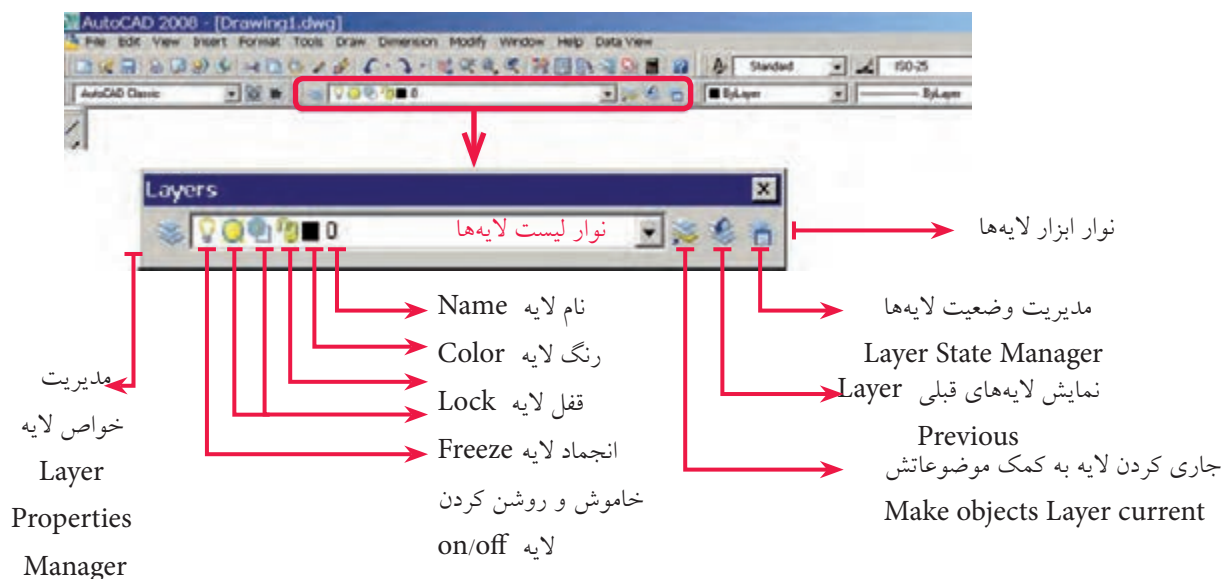 AutoCAD 2008 - [Drawing1.dwg]
File Edit View Insert Format Tools Draw Dimension Modify Window Help Data View
Standard ISO-25
AutoCAD Classic 0 ByLayer ByLayer
Layers
0 نوار لیست لایه‌ها
نوار ابزار لایه‌ها
نام لایه Name
رنگ لایه Color
قفل لایه Lock
انجماد لایه Freeze
خاموش و روشن کردن
لایه on/off
مدیریت
خواص لایه
Layer
Properties
Manager
مدیریت وضعیت لایه‌ها
Layer State Manager
نمایش لایه‌های قبلی Layer
Previous
جاری کردن لایه به کمک موضوعاتش
Make objects Layer current